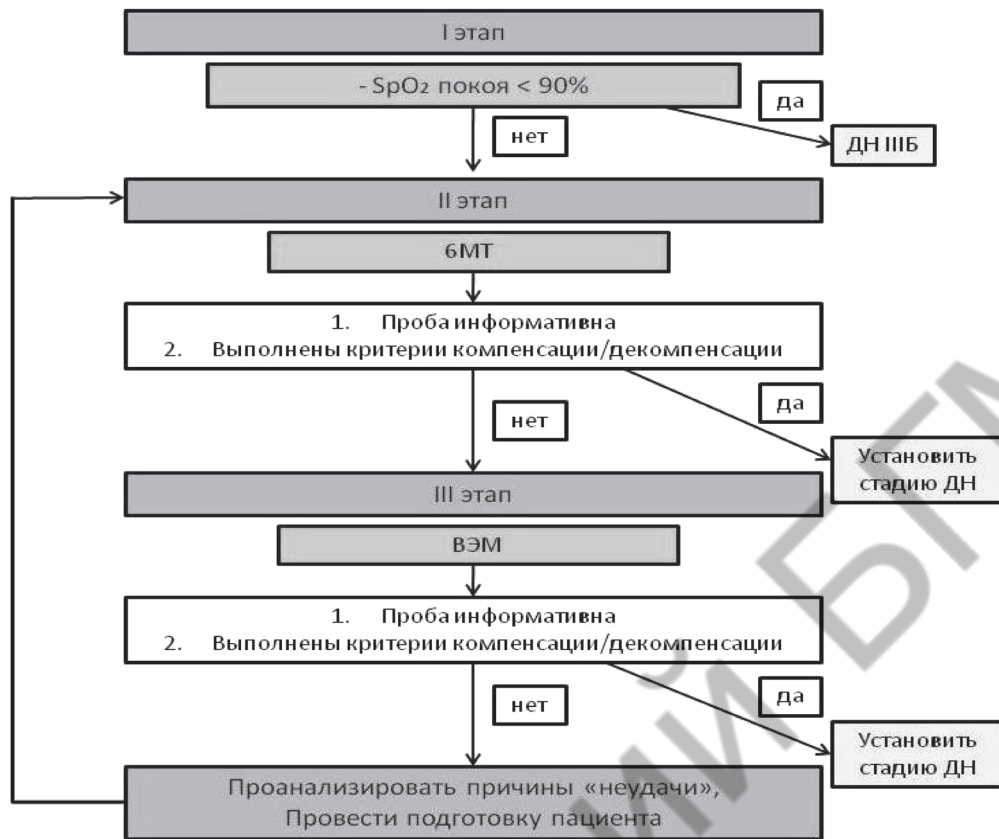 I этап
- SpO₂ покоя < 90%
да
нет
ДН IIIБ
II этап
6МТ
1. Проба информативна
2. Выполнены критерии компенсации/декомпенсации
да
нет
Установить
стадию ДН
III этап
ВЭМ
1. Проба информативна
2. Выполнены критерии компенсации/декомпенсации
да
нет
Установить
стадию ДН
Проанализировать причины «неудачи»,
Провести подготовку пациента